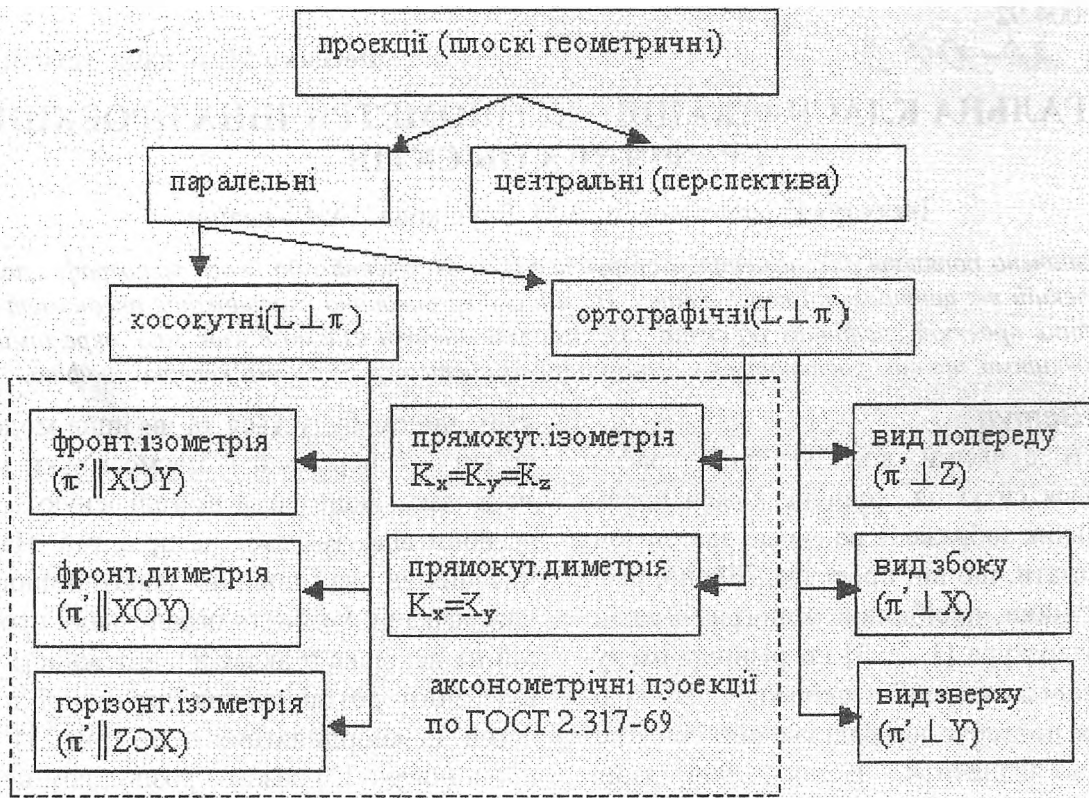 проекції (плоскі геометричні)
паралельні
центральні (перспектива)
хосокутні(L⊥π)
ортографічні(L⊥π')
фронт.ізометрія
(π'∥XOY)
прямокут.ізометрія
Kx=Ky=Kz
вид попереду
(π'⊥Z)
фронт.диметрія
(π'∥XOY)
прямокут.диметрія
Kx=Ky
вид збоку
(π'⊥X)
горізонт.ізометрія
(π'∥ZOX)
аксонометрічні проекції
по ГОСТ 2.317-69
вид зверху
(π'⊥Y)